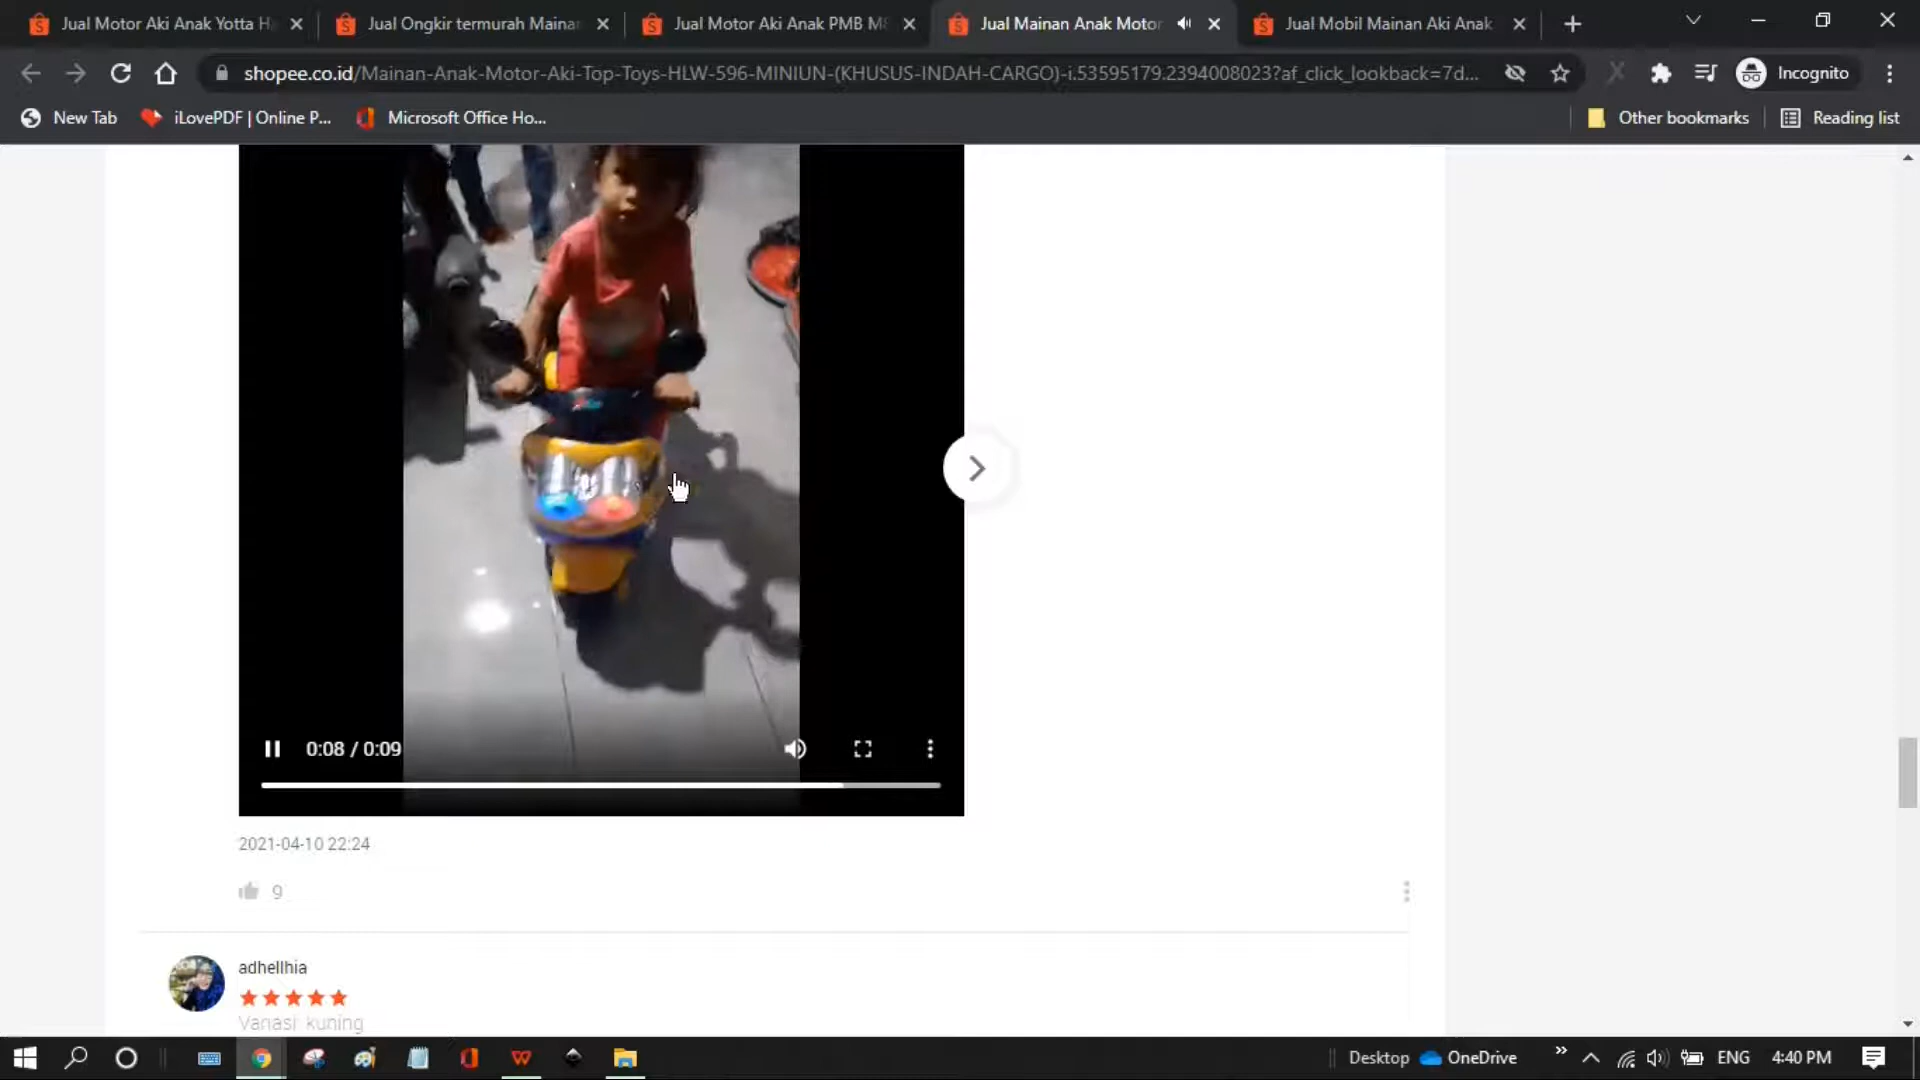 Jual Motor Aki Anak Yotta H
Jual Ongkir termurah Mainan
Jual Motor Aki Anak PMB M8
Jual Mainan Anak Motor
Jual Mobil Mainan Aki Anak
shopee.co.id/Mainan-Anak-Motor-Aki-Top-Toys-HLW-596-MINIUN-(KHUSUS-INDAH-CARGO)-i.53595179.2394008023?af_click_lookback=7d...
Incognito
New Tab
iLovePDF | Online P...
Microsoft Office Ho...
Other bookmarks
Reading list
0:08 / 0:09
2021-04-10 22:24
9
adhellhia
Variasi: kuning
Desktop
OneDrive
ENG
4:40 PM